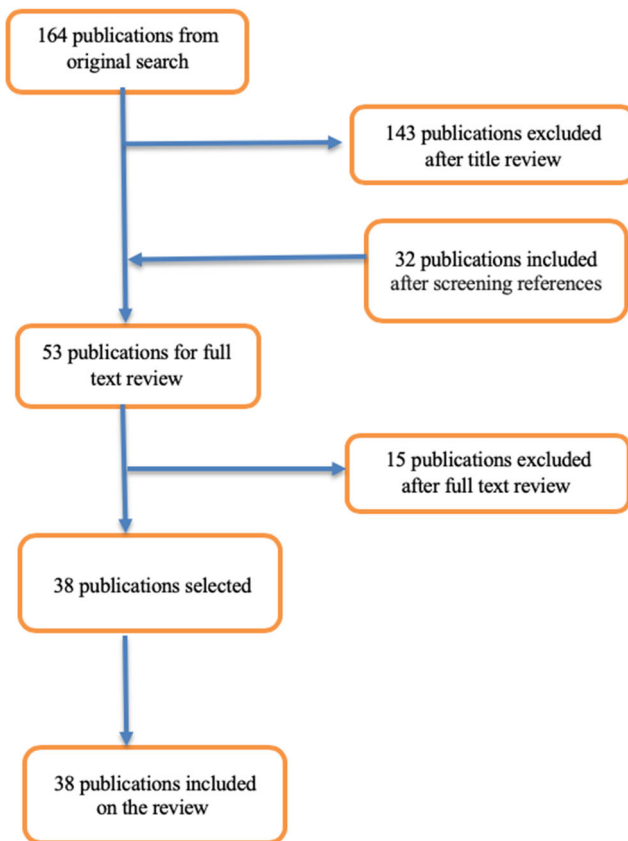 164 publications from
original search
143 publications excluded
after title review
32 publications included
after screening references
53 publications for full
text review
15 publications excluded
after full text review
38 publications selected
38 publications included
on the review